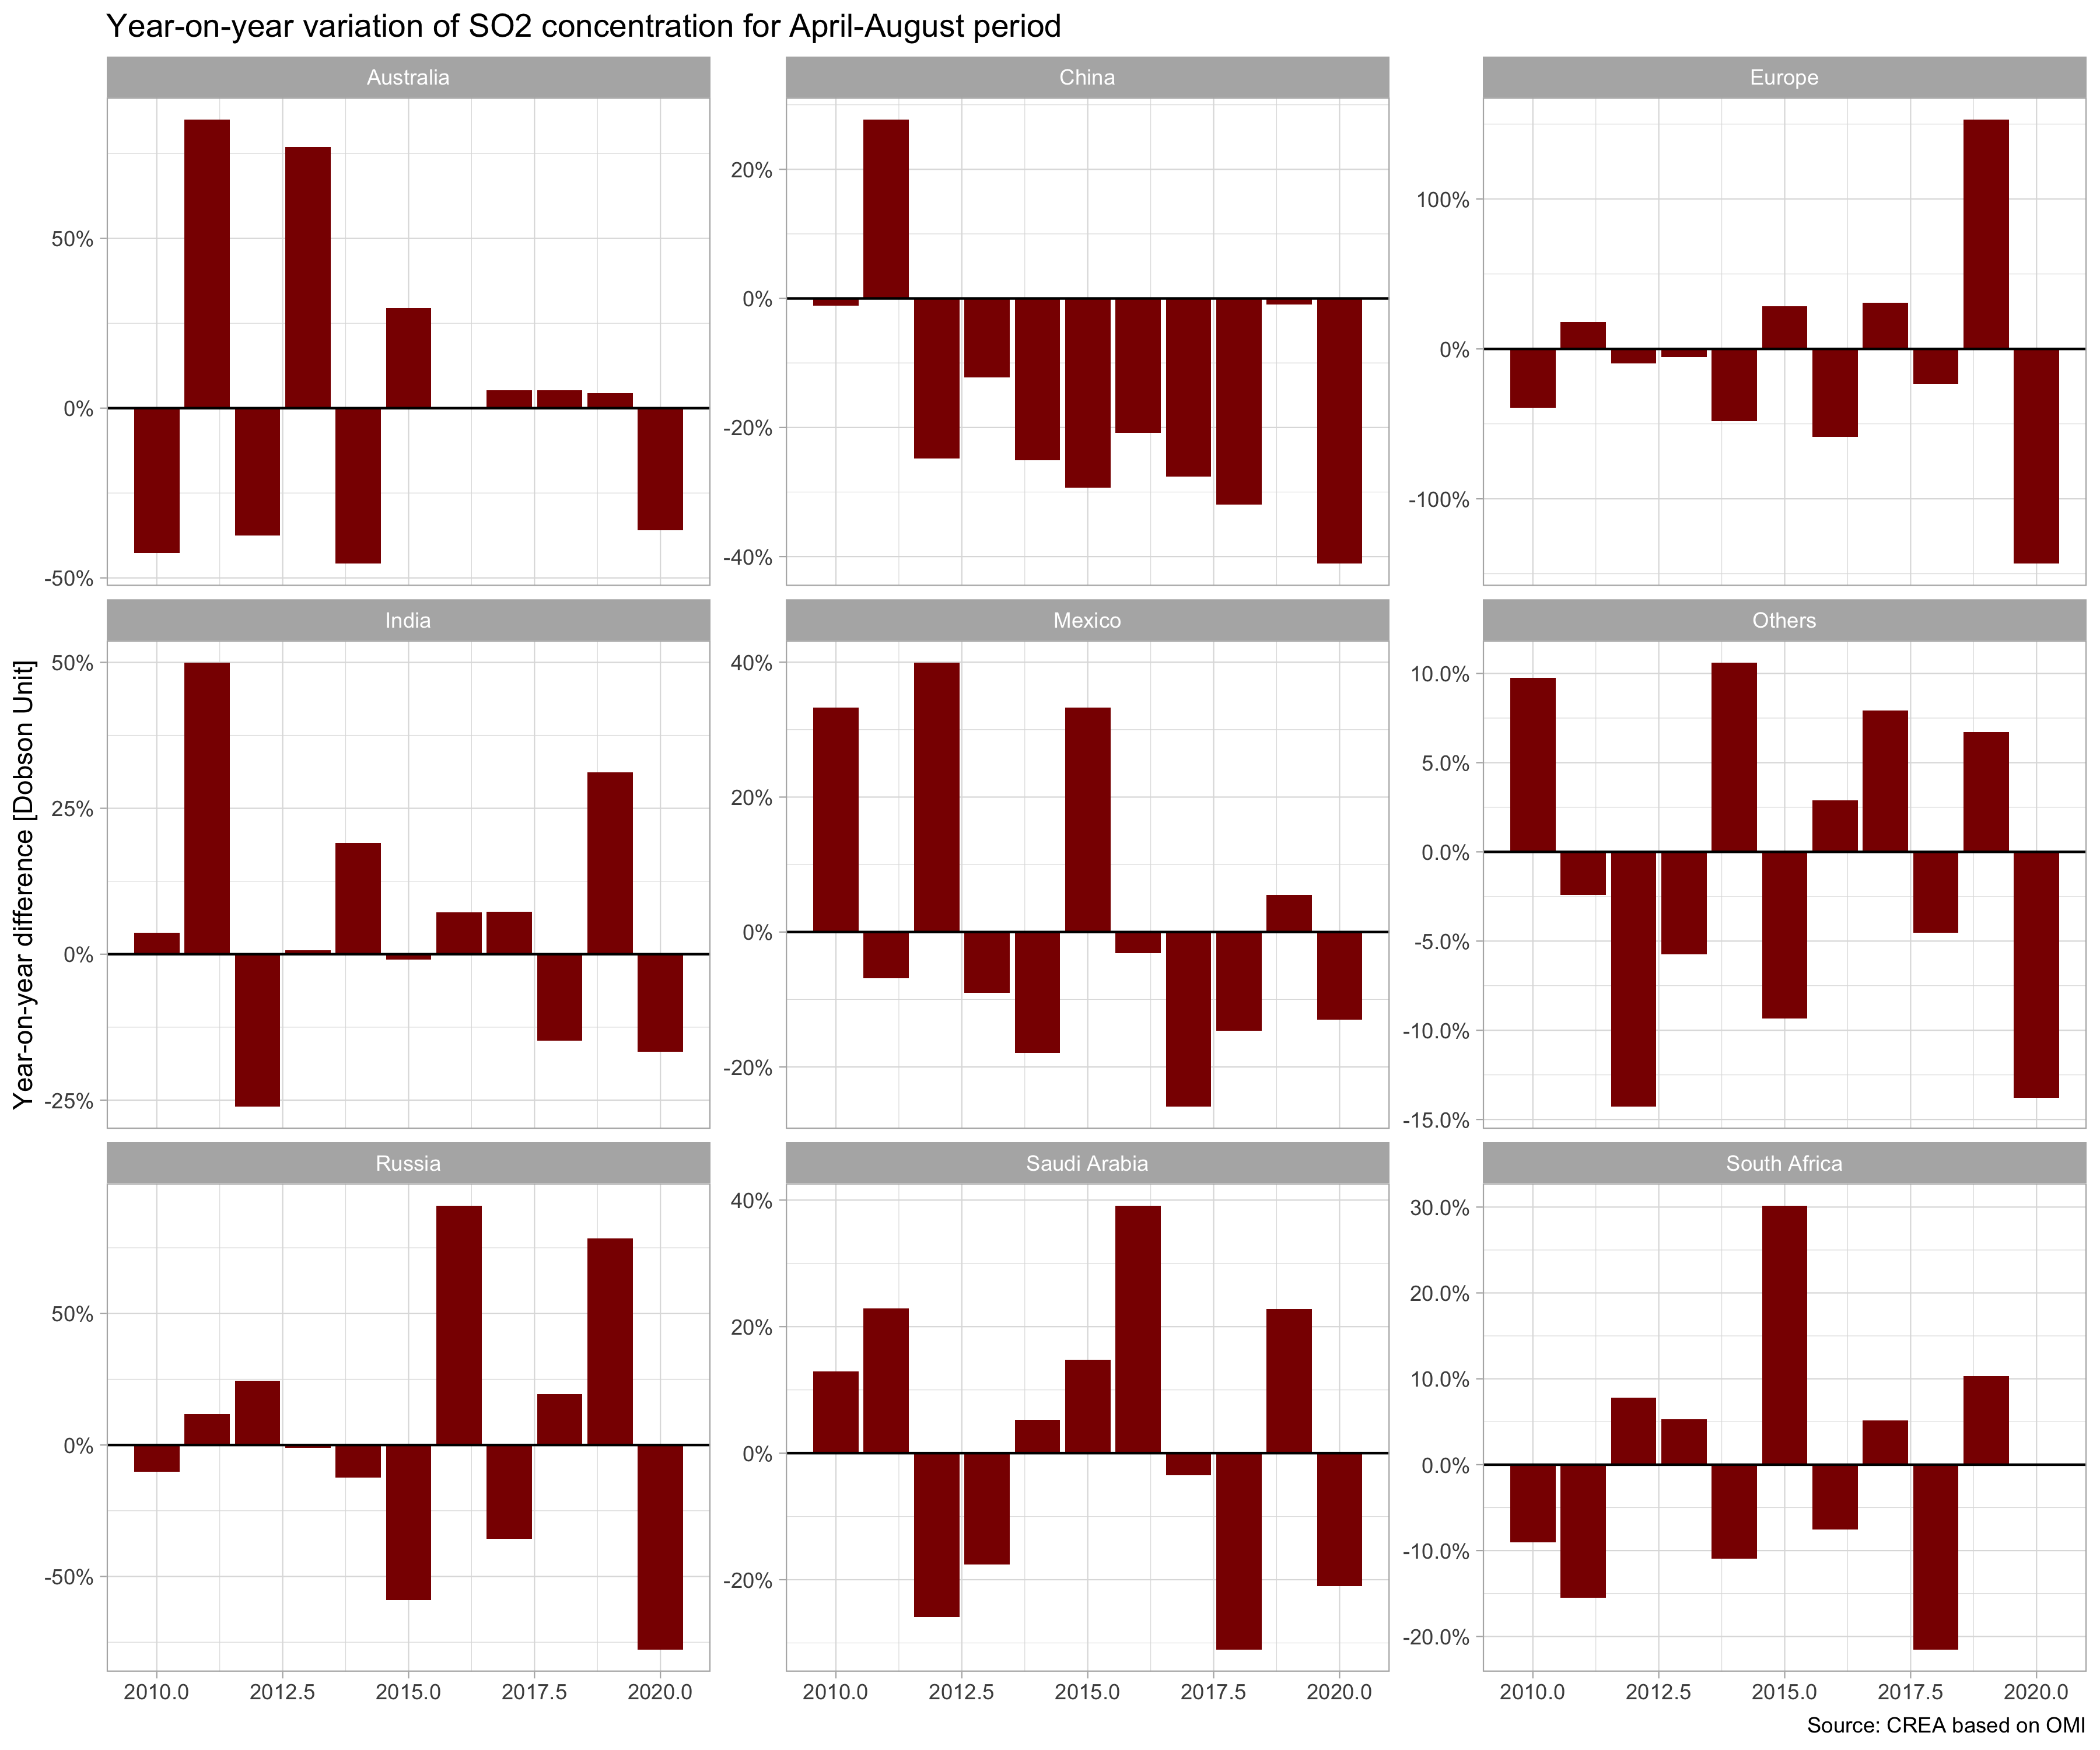 Year-on-year variation of SO2 concentration for April-August period
Australia
China
Europe
50%
0%
-50%
20%
0%
-20%
-40%
100%
0%
-100%
India
Mexico
Others
Year-on-year difference [Dobson Unit]
50%
25%
0%
-25%
40%
20%
0%
-20%
10.0%
5.0%
0.0%
-5.0%
-10.0%
-15.0%
Russia
Saudi Arabia
South Africa
50%
0%
-50%
40%
20%
0%
-20%
30.0%
20.0%
10.0%
0.0%
-10.0%
-20.0%
2010.0 2012.5 2015.0 2017.5 2020.0
2010.0 2012.5 2015.0 2017.5 2020.0
2010.0 2012.5 2015.0 2017.5 2020.0
Source: CREA based on OMI